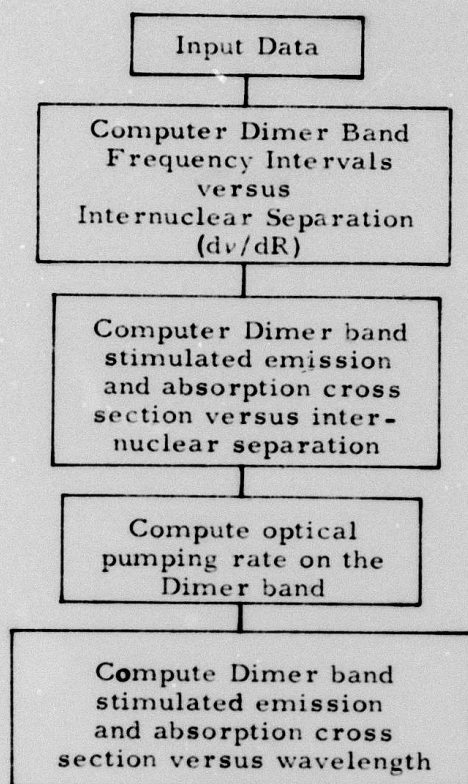 Input Data
Computer Dimer Band
Frequency Intervals
versus
Internuclear Separation
(dν/dR)
Computer Dimer band
stimulated emission
and absorption cross
section versus inter-
nuclear separation
Compute optical
pumping rate on the
Dimer band
Compute Dimer band
stimulated emission
and absorption cross
section versus wavelength